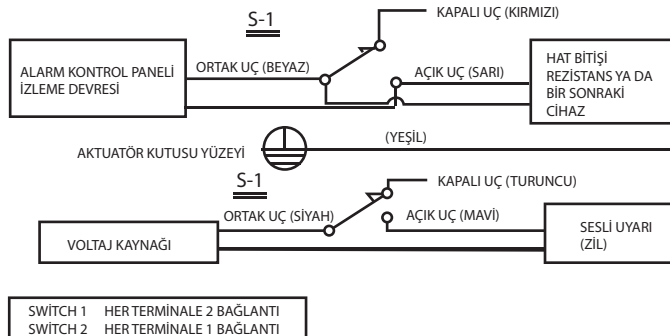 S-1
KAPALI UÇ (KIRMIZI)
ALARM KONTROL PANELİ
İZLEME DEVRESİ
ORTAK UÇ (BEYAZ)
AÇIK UÇ (SARI)
HAT BİTİŞİ
REZİSTANS YA DA
BİR SONRAKİ
CİHAZ
AKTUATÖR KUTUSU YÜZEYİ
(YEŞİL)
S-1
KAPALI UÇ (TURUNCU)
ORTAK UÇ (SİYAH)
AÇIK UÇ (MAVİ)
VOLTAJ KAYNAĞI
SESLİ UYARI
(ZİL)
SWİTCH 1 HER TERMİNALE 2 BAĞLANTI
SWİTCH 2 HER TERMİNALE 1 BAĞLANTI